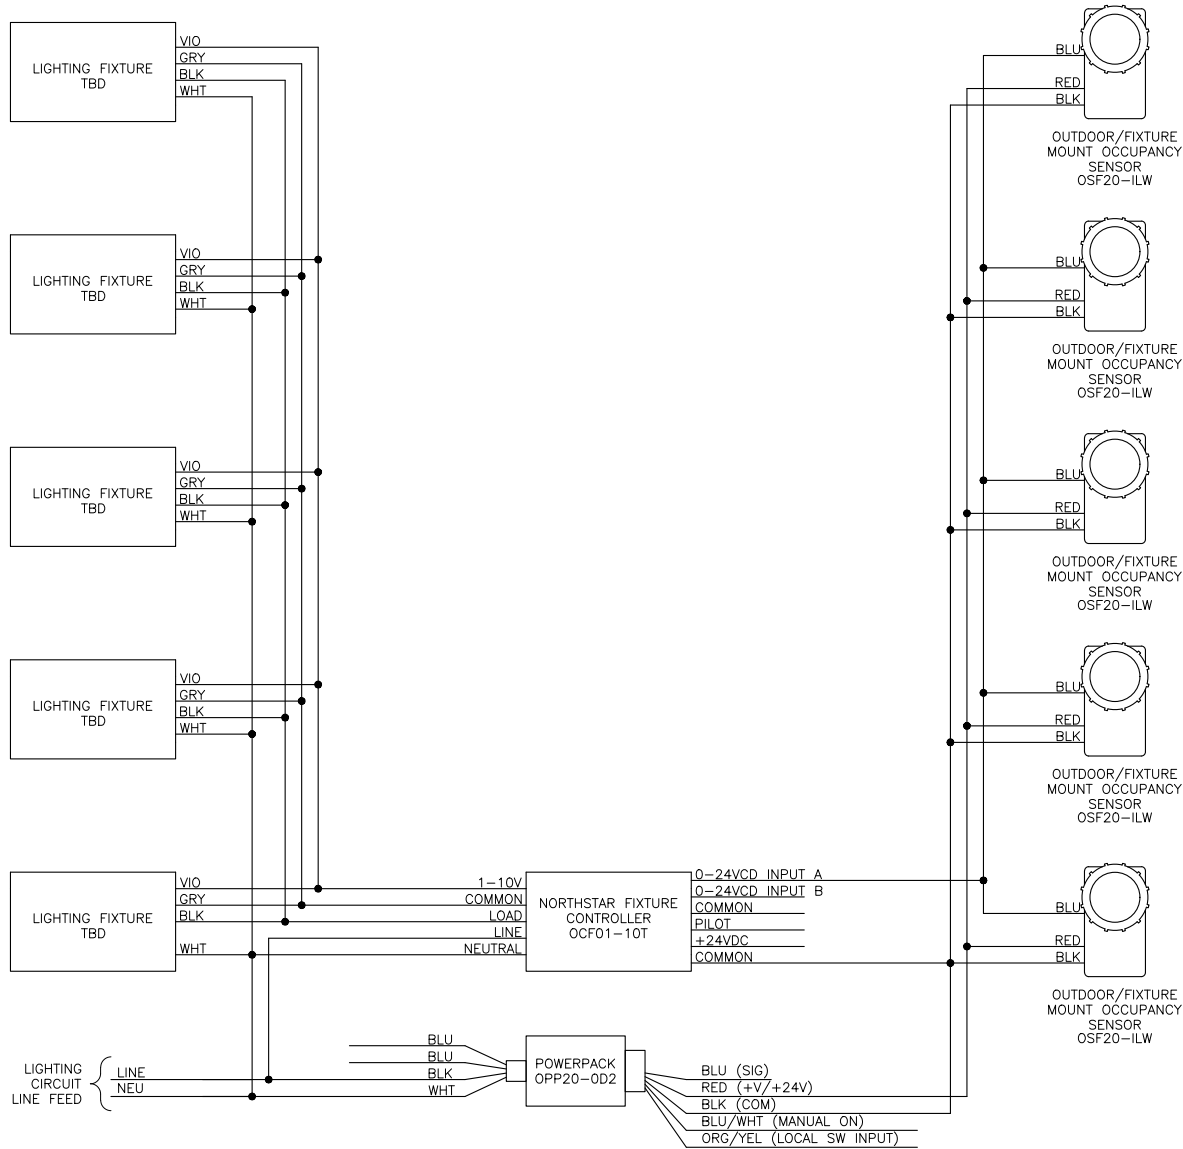 VIO
GRY
BLK
WHT
LIGHTING FIXTURE
TBD
VIO
GRY
BLK
WHT
LIGHTING FIXTURE
TBD
VIO
GRY
BLK
WHT
LIGHTING FIXTURE
TBD
VIO
GRY
BLK
WHT
LIGHTING FIXTURE
TBD
VIO
GRY
BLK
WHT
LIGHTING FIXTURE
TBD
LIGHTING
CIRCUIT
LINE FEED
LINE
NEU
1-10V
COMMON
LOAD
LINE
NEUTRAL
NORTHSTAR FIXTURE
CONTROLLER
OCF01-10T
0-24VCD INPUT A
0-24VCD INPUT B
COMMON
PILOT
+24VDC
COMMON
BLU
BLU
BLK
WHT
POWERPACK
OPP20-0D2
BLU (SIG)
RED (+V/+24V)
BLK (COM)
BLU/WHT (MANUAL ON)
ORG/YEL (LOCAL SW INPUT)
BLU
RED
BLK
OUTDOOR/FIXTURE
MOUNT OCCUPANCY
SENSOR
OSF20-ILW
BLU
RED
BLK
OUTDOOR/FIXTURE
MOUNT OCCUPANCY
SENSOR
OSF20-ILW
BLU
RED
BLK
OUTDOOR/FIXTURE
MOUNT OCCUPANCY
SENSOR
OSF20-ILW
BLU
RED
BLK
OUTDOOR/FIXTURE
MOUNT OCCUPANCY
SENSOR
OSF20-ILW
BLU
RED
BLK
OUTDOOR/FIXTURE
MOUNT OCCUPANCY
SENSOR
OSF20-ILW